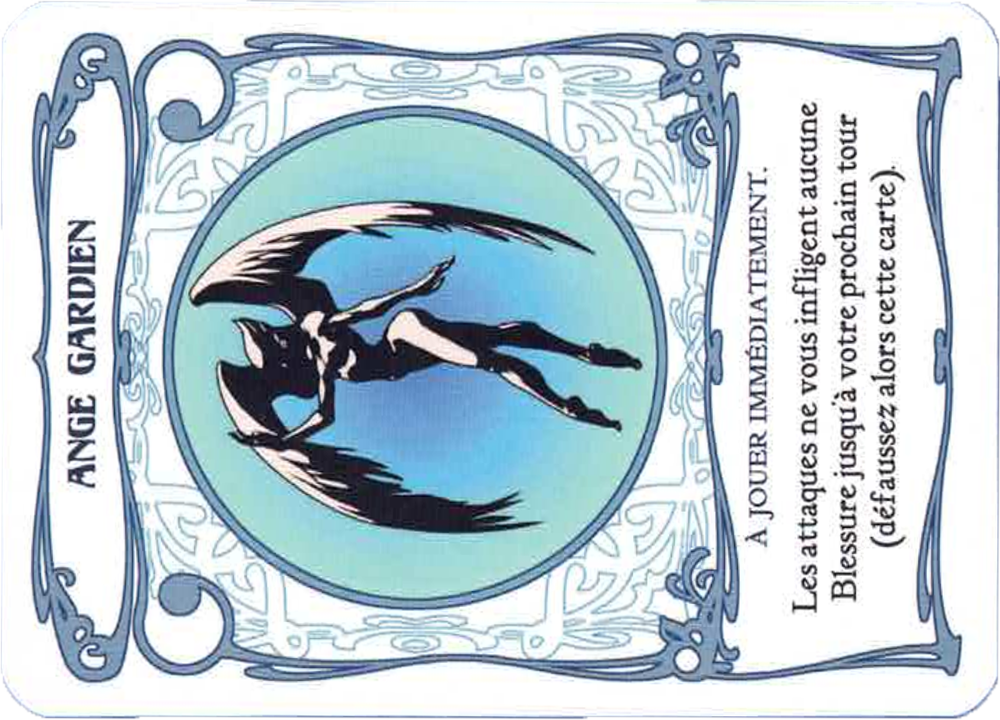 ANGE GARDIEN
À JOUER IMMÉDIATEMENT.
Les attaques ne vous infligent aucune
Blessure jusqu'à votre prochain tour
(défaussez alors cette carte).